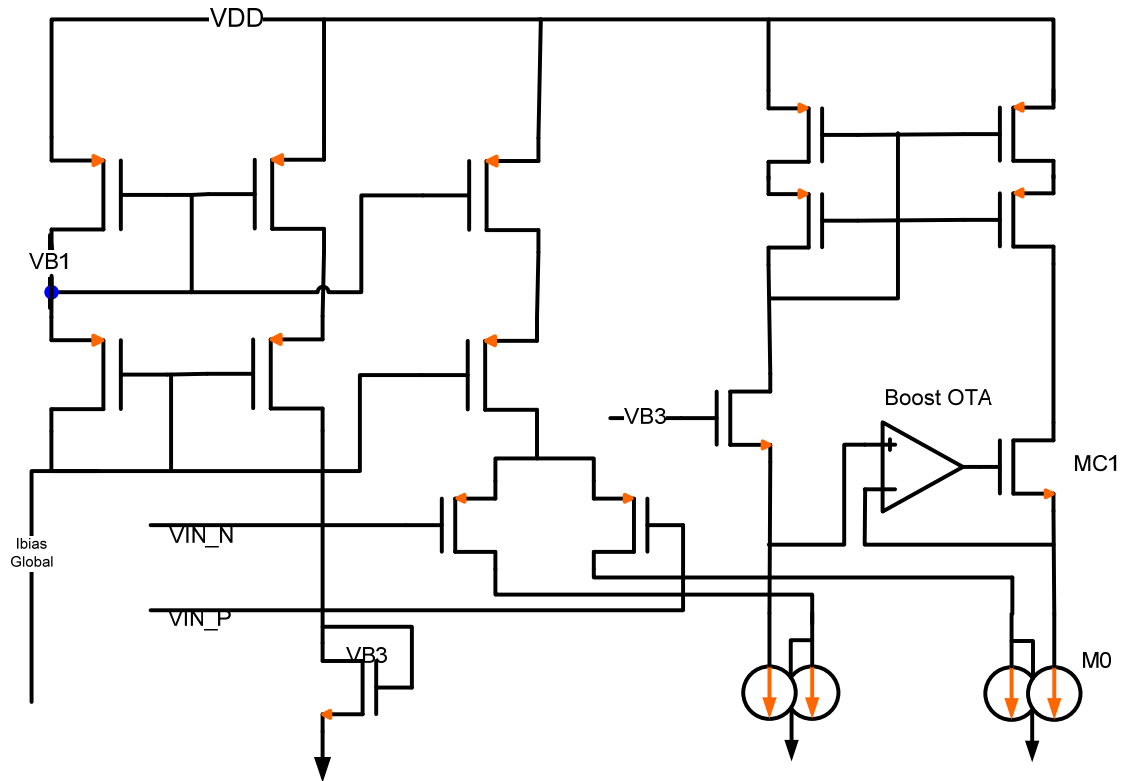 VDD
VB1
VB3
Boost OTA
MC1
VIN_N
Ibias
Global
VIN_P
VB3
M0